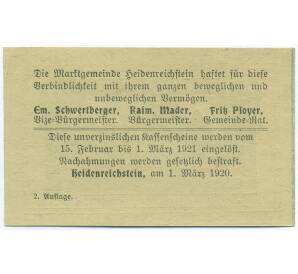 Die Marktgemeinde Heidenreichstein haftet für diese
Verbindlichkeit mit ihrem ganzen beweglichen und
unbeweglichen Vermögen.
Em. Schwertberger, Raim. Mader, Fritz Ployer,
Vize-Bürgermeister. Bürgermeister. Gemeinde-Rat.
Diese unverzinslichen Kassenscheine werden vom
15. Februar bis 1. März 1921 eingelöst.
Nachahmungen werden gesetzlich bestraft.
Heidenreichstein, am 1. März 1920.
2. Auflage.